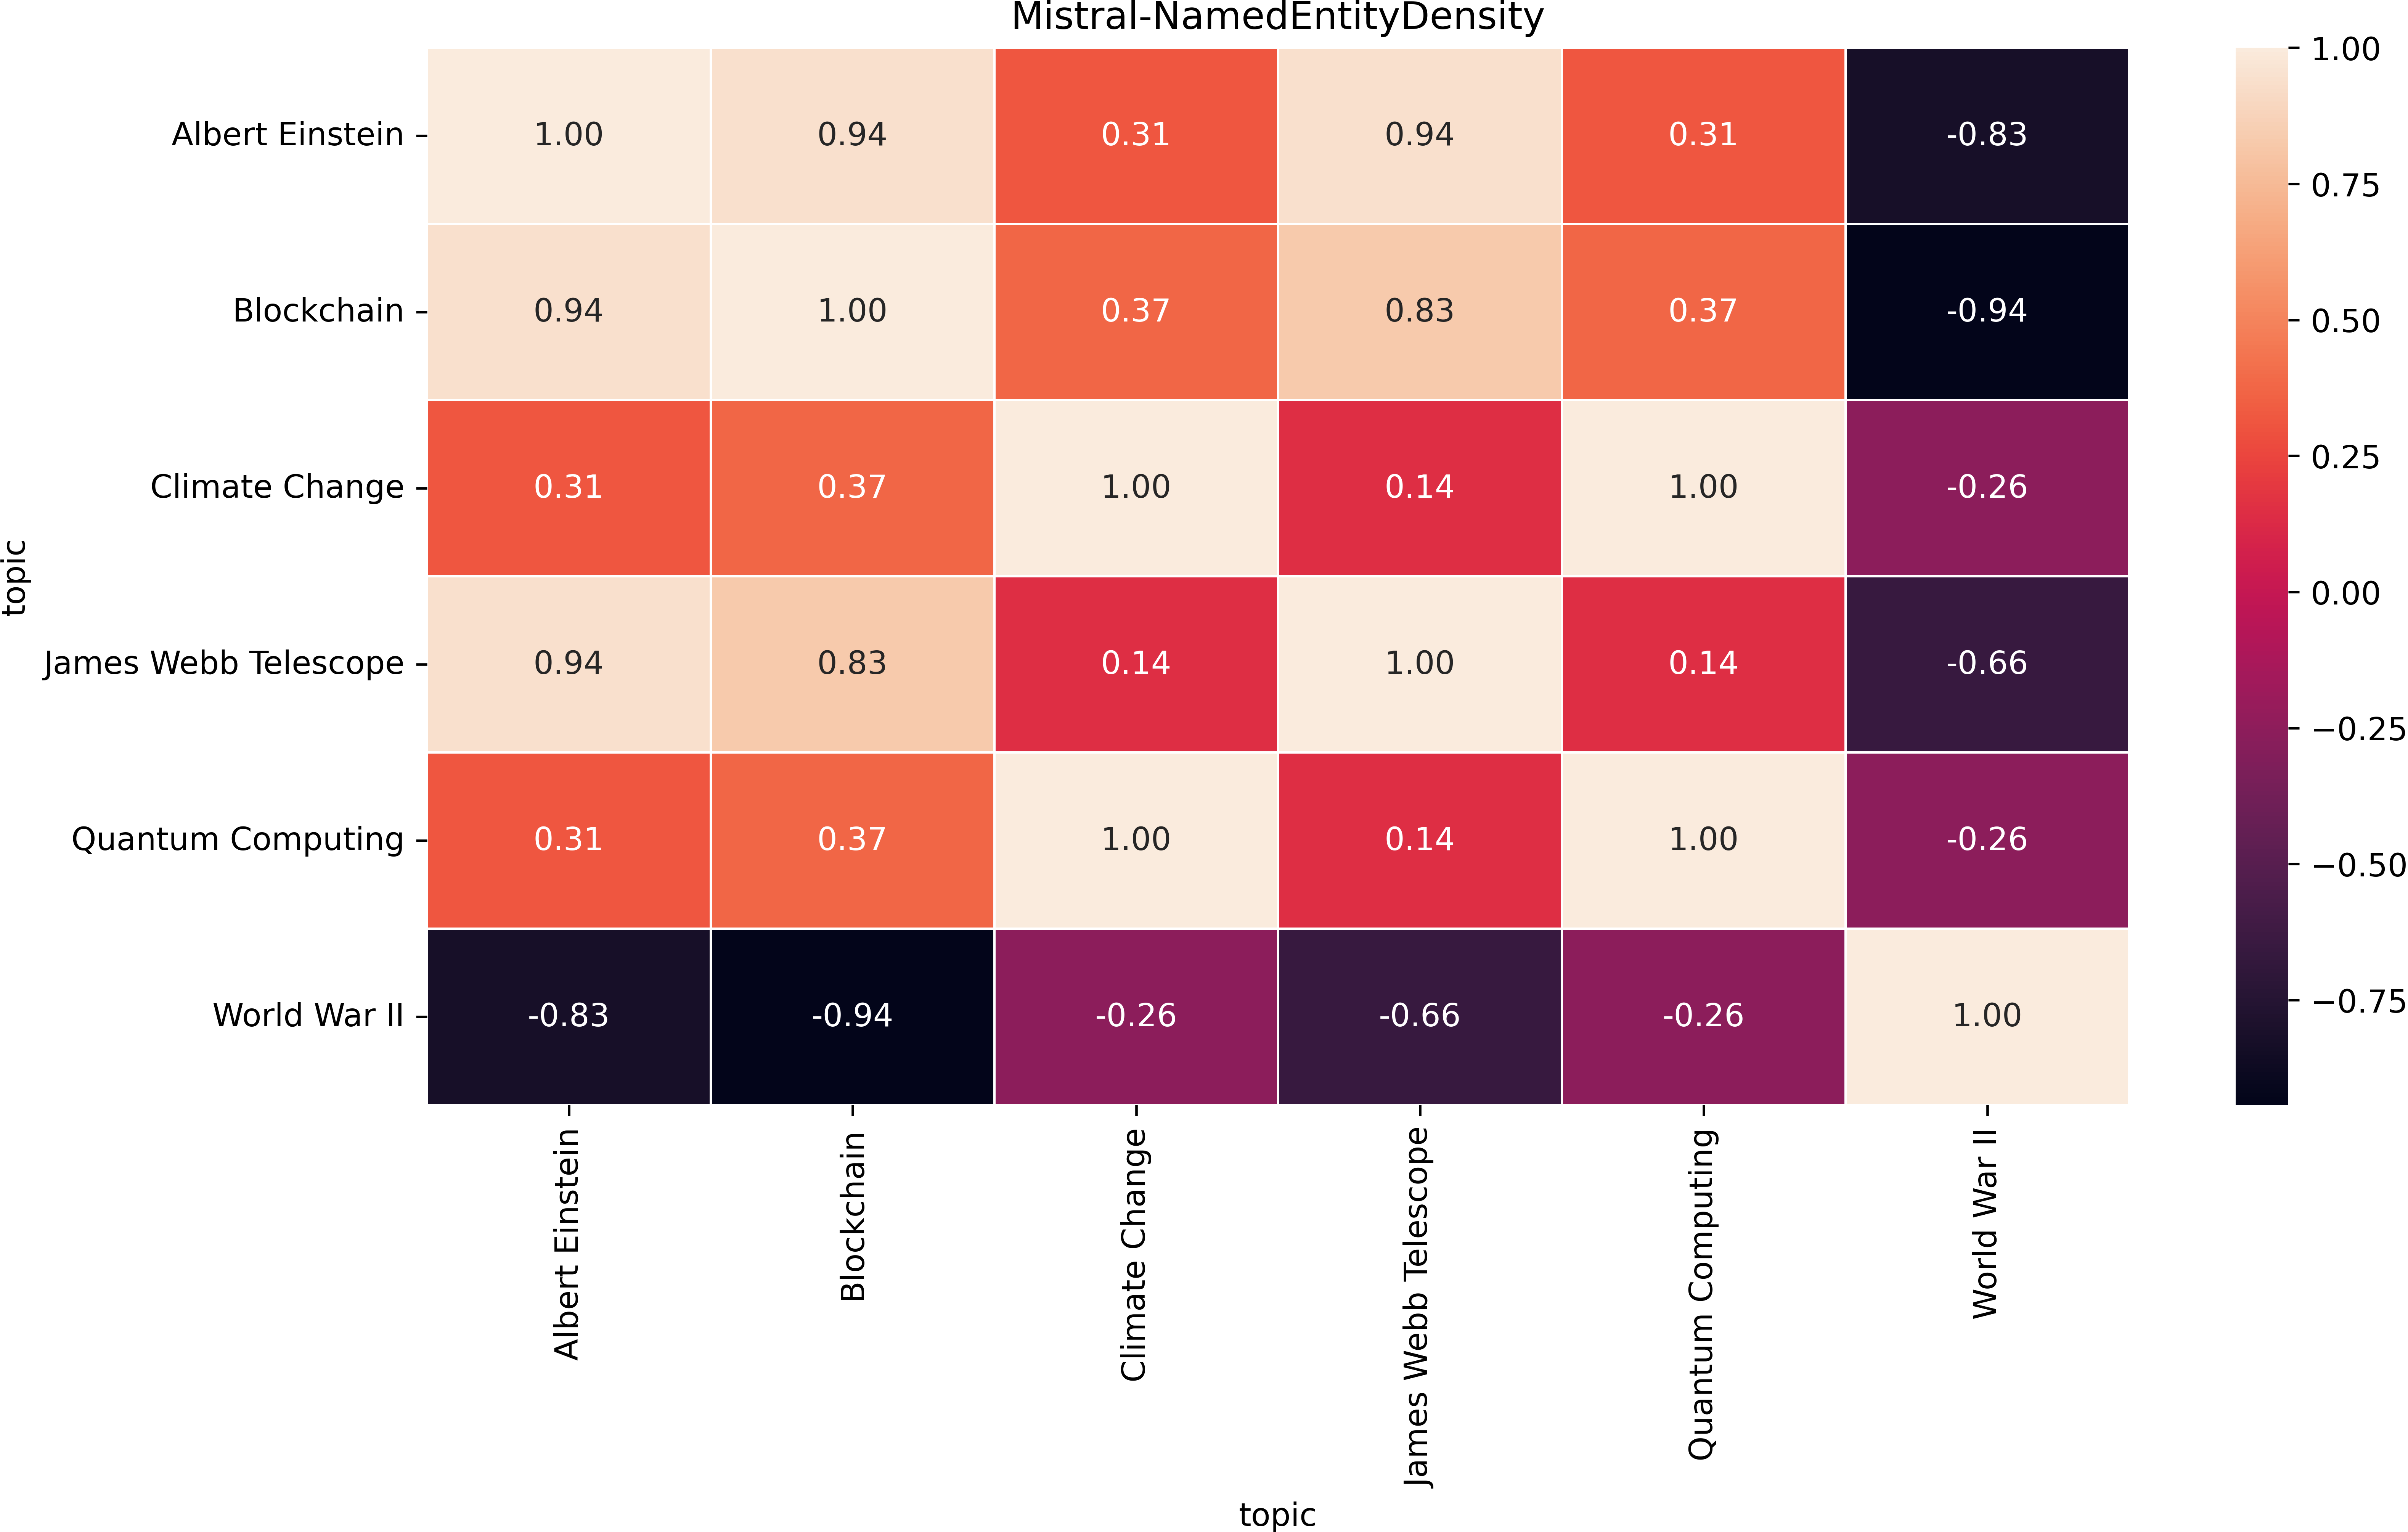 Mistral-NamedEntityDensity
topic
Albert Einstein 1.00 0.94 0.31 0.94 0.31 -0.83
Blockchain 0.94 1.00 0.37 0.83 0.37 -0.94
Climate Change 0.31 0.37 1.00 0.14 1.00 -0.26
James Webb Telescope 0.94 0.83 0.14 1.00 0.14 -0.66
Quantum Computing 0.31 0.37 1.00 0.14 1.00 -0.26
World War II -0.83 -0.94 -0.26 -0.66 -0.26 1.00
Albert Einstein
Blockchain
Climate Change
James Webb Telescope
Quantum Computing
World War II
topic
1.00
0.75
0.50
0.25
0.00
−0.25
−0.50
−0.75